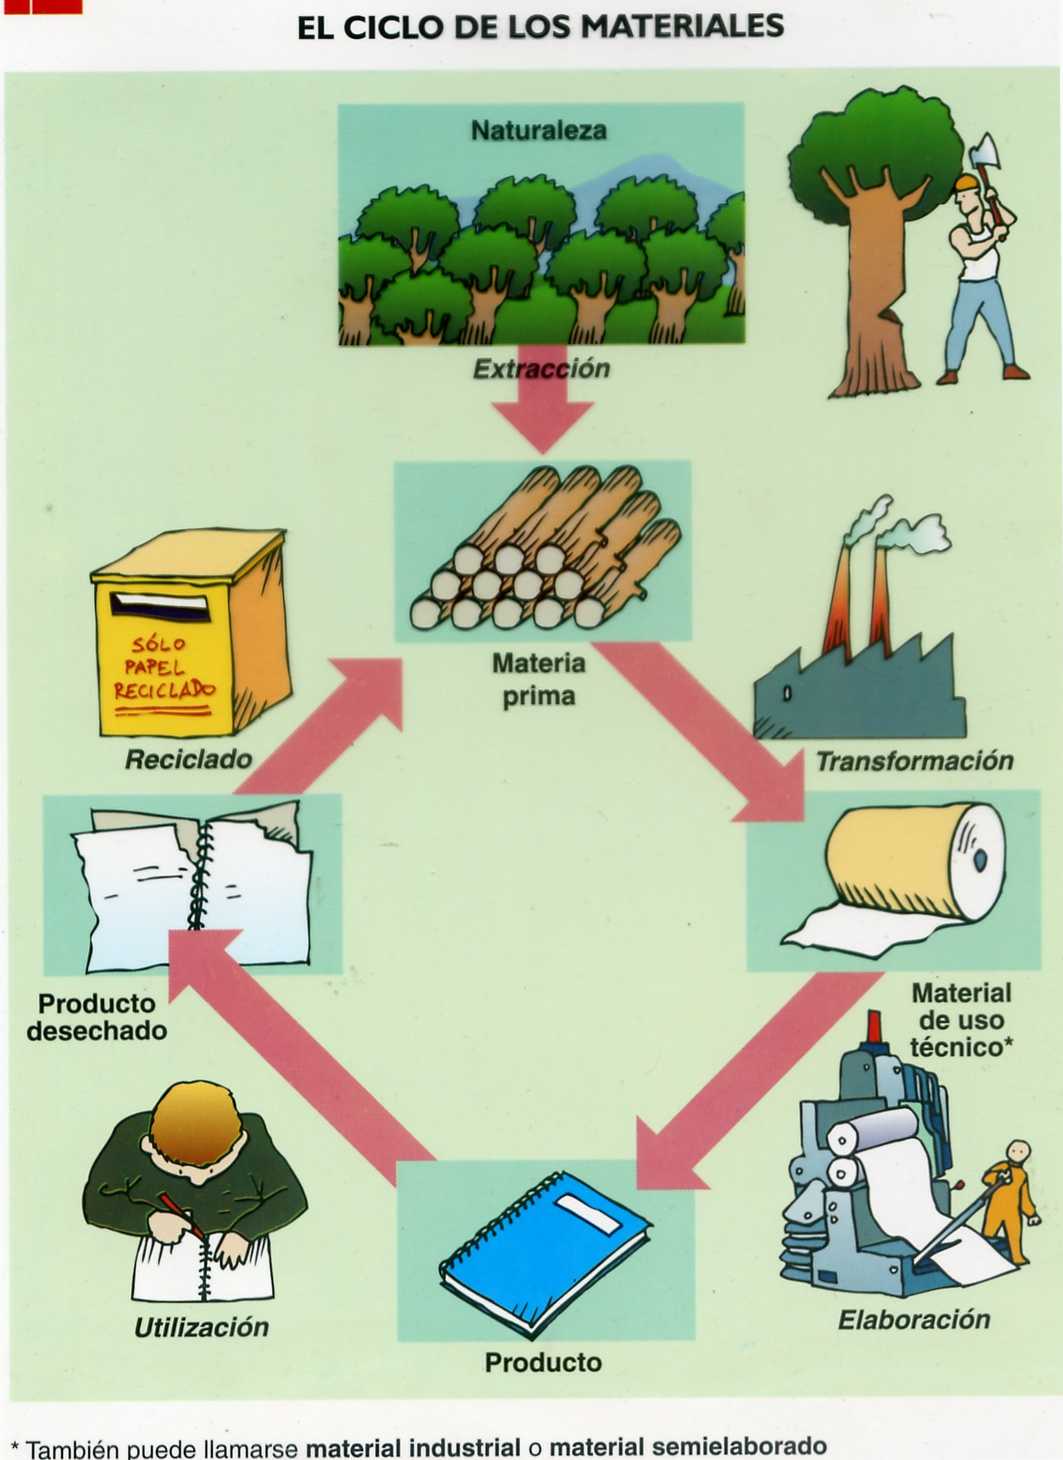 EL CICLO DE LOS MATERIALES
Naturaleza
Extracción
SÓLO
PAPEL
RECICLADO
Reciclado
Materia
prima
Transformación
Producto
desechado
Material
de uso
técnico*
Utilización
Elaboración
Producto
* También puede llamarse material industrial o material semielaborado